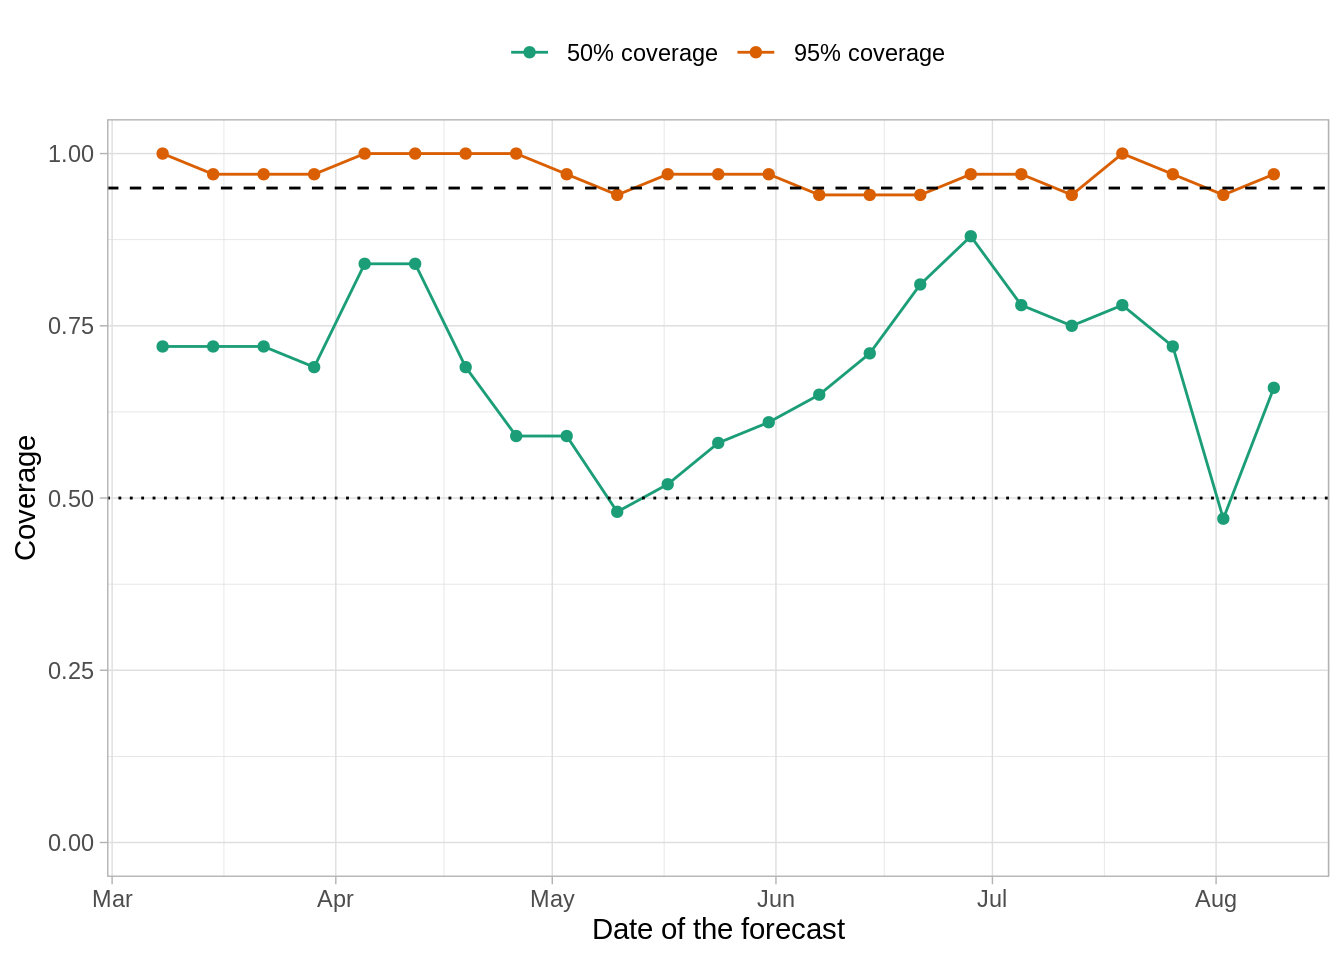 50% coverage 95% coverage
1.00
0.75
0.50
0.25
0.00
Coverage
Mar Apr May Jun Jul Aug
Date of the forecast